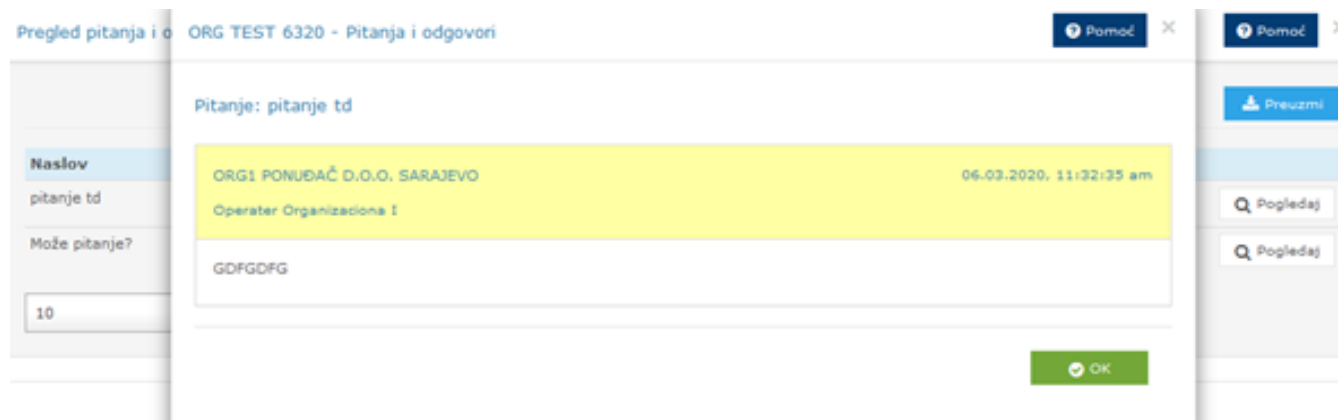 Pregled pitanja i o
ORG TEST 6320 - Pitanja i odgovori
Pomoć
Pomoć
Pitanje: pitanje td
Preuzmi
Naslov
ORG1 PONUĐAČ D.O.O. SARAJEVO
06.03.2020, 11:32:35 am
pitanje td
Operater Organizaciona I
Pogledaj
Može pitanje?
Pogledaj
GDFGDFG
10
OK